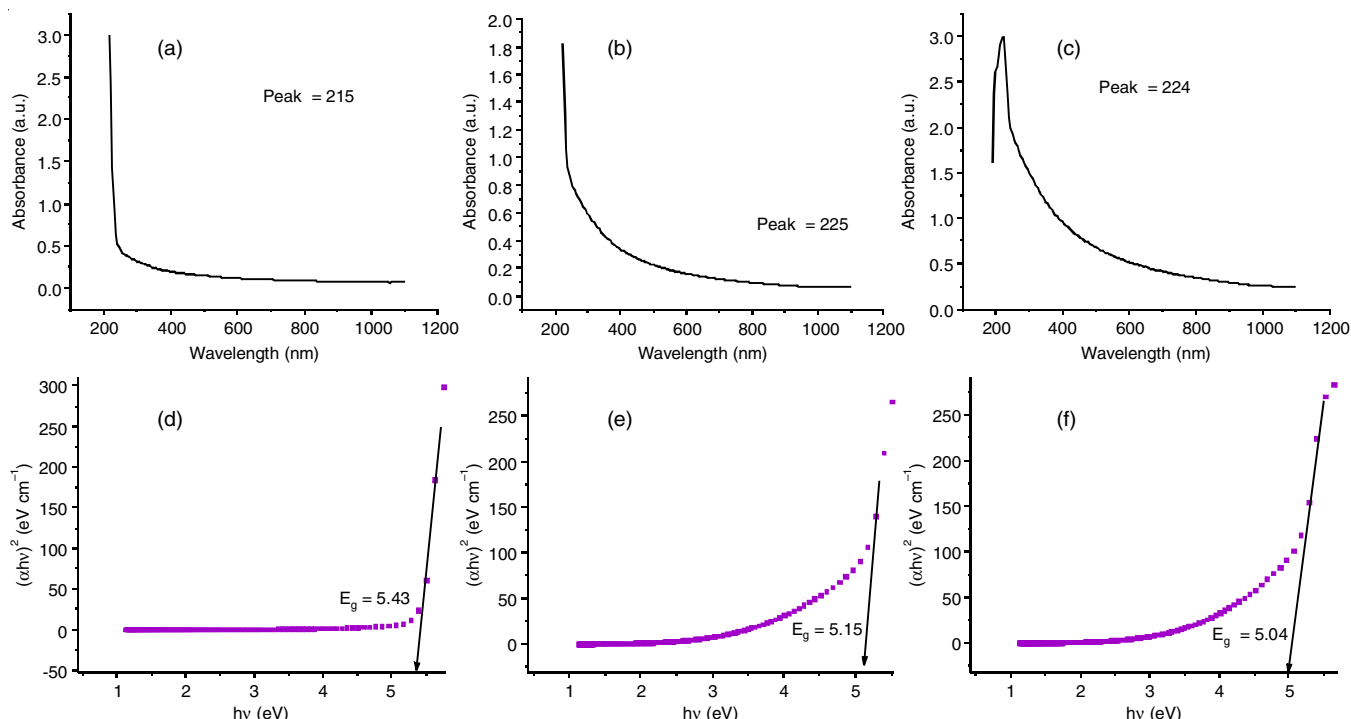 (a)
Peak = 215
Absorbance (a.u.)
3.0
2.5
2.0
1.5
1.0
0.5
0.0
200 400 600 800 1000 1200
Wavelength (nm)
(b)
Peak = 225
Absorbance (a.u.)
2.0
1.8
1.6
1.4
1.2
1.0
0.8
0.6
0.4
0.2
0.0
200 400 600 800 1000 1200
Wavelength (nm)
(c)
Peak = 224
Absorbance (a.u.)
3.0
2.5
2.0
1.5
1.0
0.5
0.0
200 400 600 800 1000 1200
Wavelength (nm)
(d)
E_g = 5.43
(αhν)² (eV cm⁻¹)
300
250
200
150
100
50
0
-50
1 2 3 4 5
hν (eV)
(e)
E_g = 5.15
(αhν)² (eV cm⁻¹)
250
200
150
100
50
0
1 2 3 4 5
hν (eV)
(f)
E_g = 5.04
(αhν)² (eV cm⁻¹)
250
200
150
100
50
0
1 2 3 4 5
hν (eV)